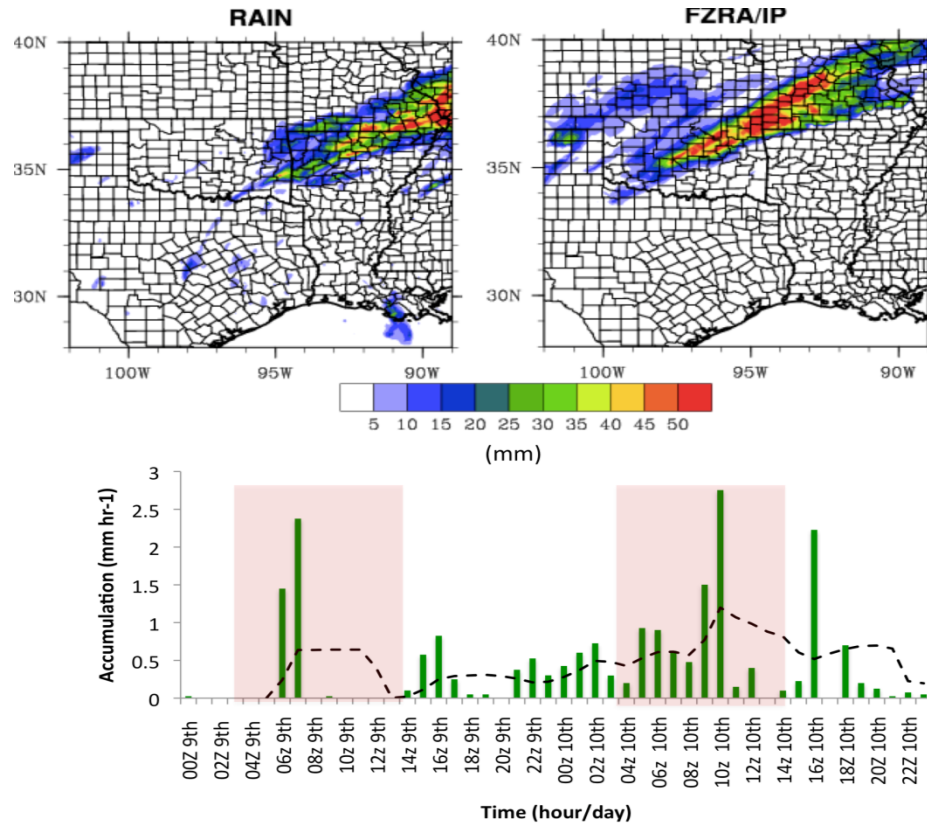 RAIN
FZRA/IP
40N
35N
30N
100W 95W 90W
40N
35N
30N
100W 95W 90W
5 10 15 20 25 30 35 40 45 50
(mm)
3
2.5
2
1.5
1
0.5
0
Accumulation (mm hr-1)
00Z 9th
02Z 9th
04Z 9th
06z 9th
08Z 9th
10Z 9th
12Z 9th
14Z 9th
16Z 9th
18Z 9th
20Z 9th
22Z 9th
00z 10th
02Z 10th
04Z 10th
06z 10th
08Z 10th
10z 10th
12z 10th
14z 10th
16Z 10th
18Z 10th
20Z 10th
22Z 10th
Time (hour/day)